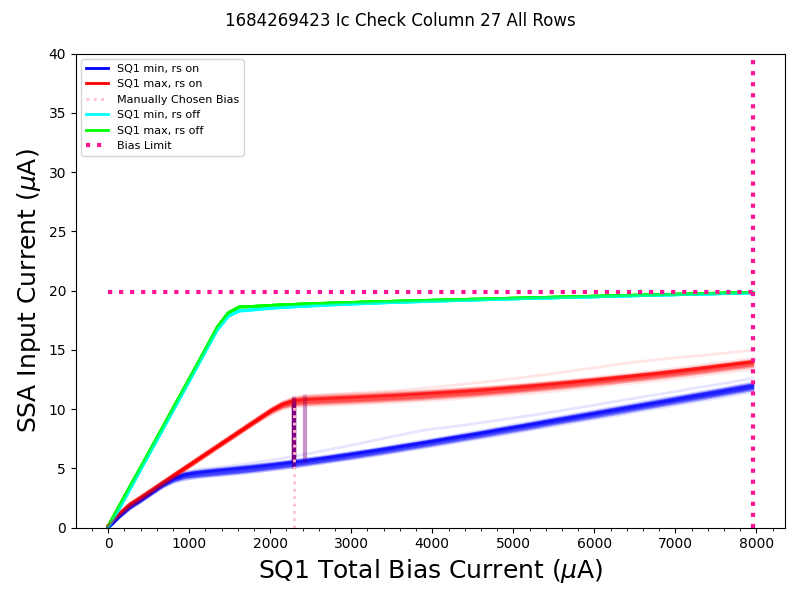 1684269423 Ic Check Column 27 All Rows
SQ1 min, rs on
SQ1 max, rs on
Manually Chosen Bias
SQ1 min, rs off
SQ1 max, rs off
Bias Limit
SSA Input Current (μA)
40
35
30
25
20
15
10
5
0
0 1000 2000 3000 4000 5000 6000 7000 8000
SQ1 Total Bias Current (μA)